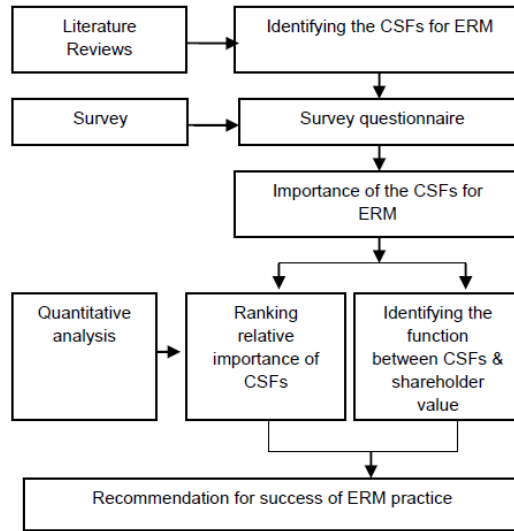 Literature
Reviews
Identifying the CSFs for ERM
Survey
Survey questionnaire
Importance of the CSFs for
ERM
Quantitative
analysis
Ranking
relative
importance of
CSFs
Identifying the
function
between CSFs &
shareholder
value
Recommendation for success of ERM practice